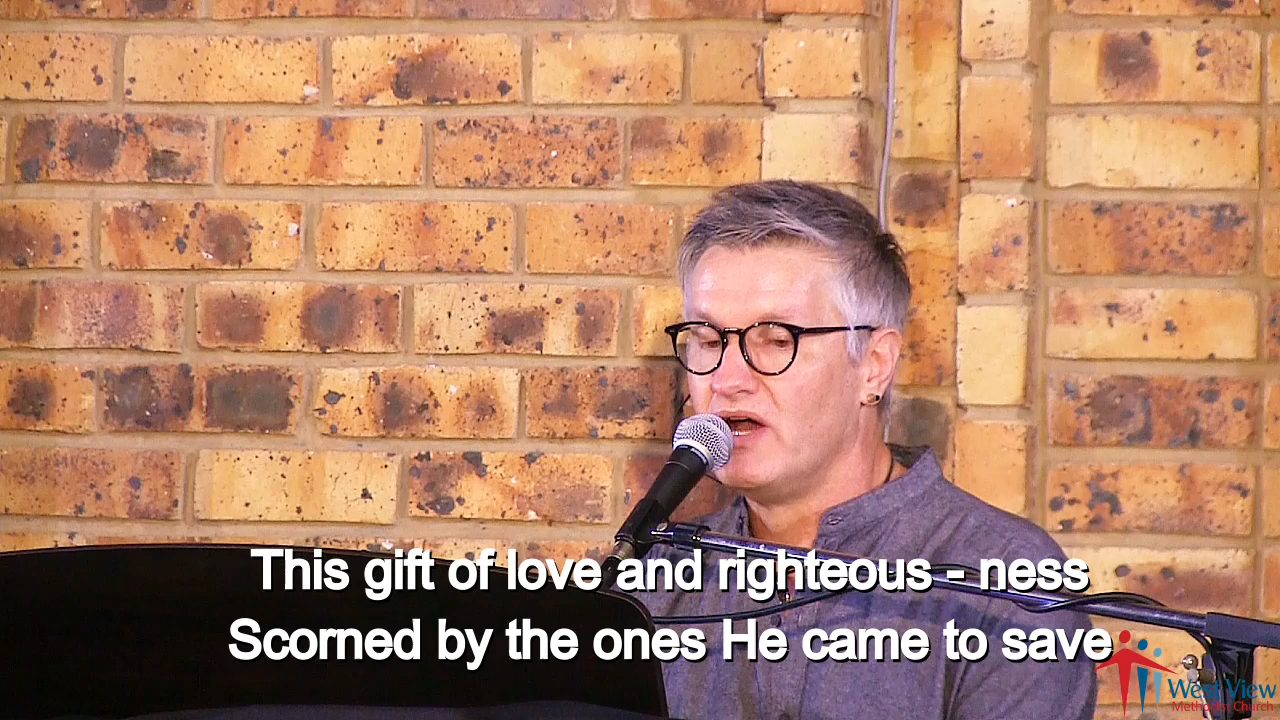 This gift of love and righteous - ness
Scorned by the ones He came to save
West View
Methodist Church